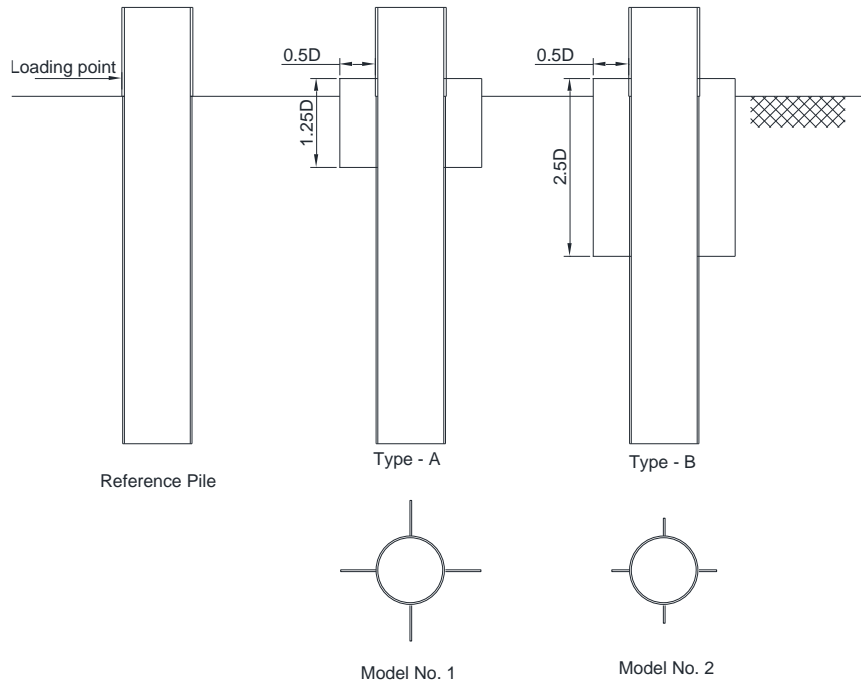 Loading point
0.5D
0.5D
1.25D
2.5D
Reference Pile
Type - A
Type - B
Model No. 1
Model No. 2